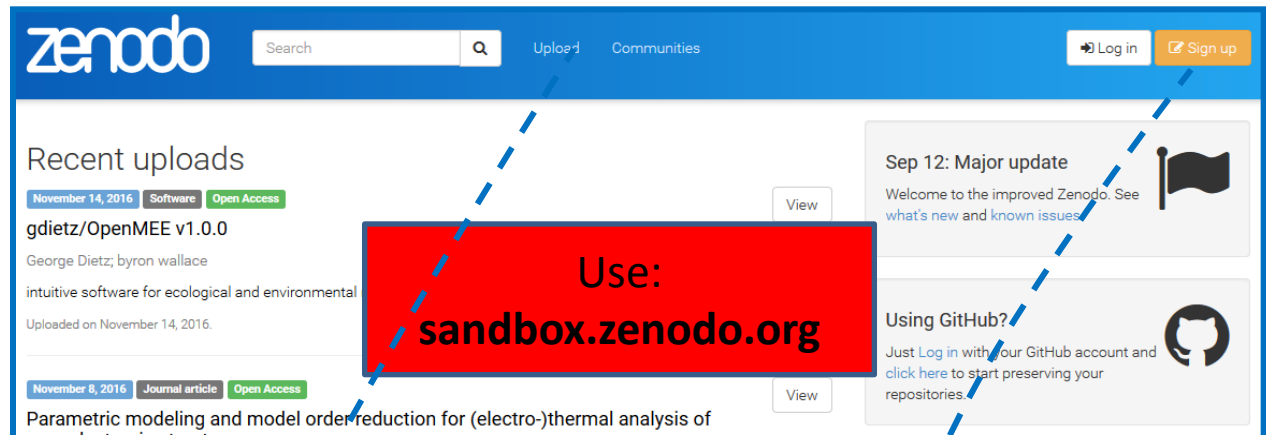 zenodo
Search
Upload Communities
Log in
Sign up
Recent uploads
November 14, 2016 Software Open Access
View
gdietz/OpenMEE v1.0.0
George Dietz; byron wallace
intuitive software for ecological and environmental
Uploaded on November 14, 2016.
November 8, 2016 Journal article Open Access
View
Parametric modeling and model order reduction for (electro-)thermal analysis of
Use:
sandbox.zenodo.org
Sep 12: Major update
Welcome to the improved Zenodo. See
what's new and known issues
Using GitHub?
Just Log in with your GitHub account and
click here to start preserving your
repositories.